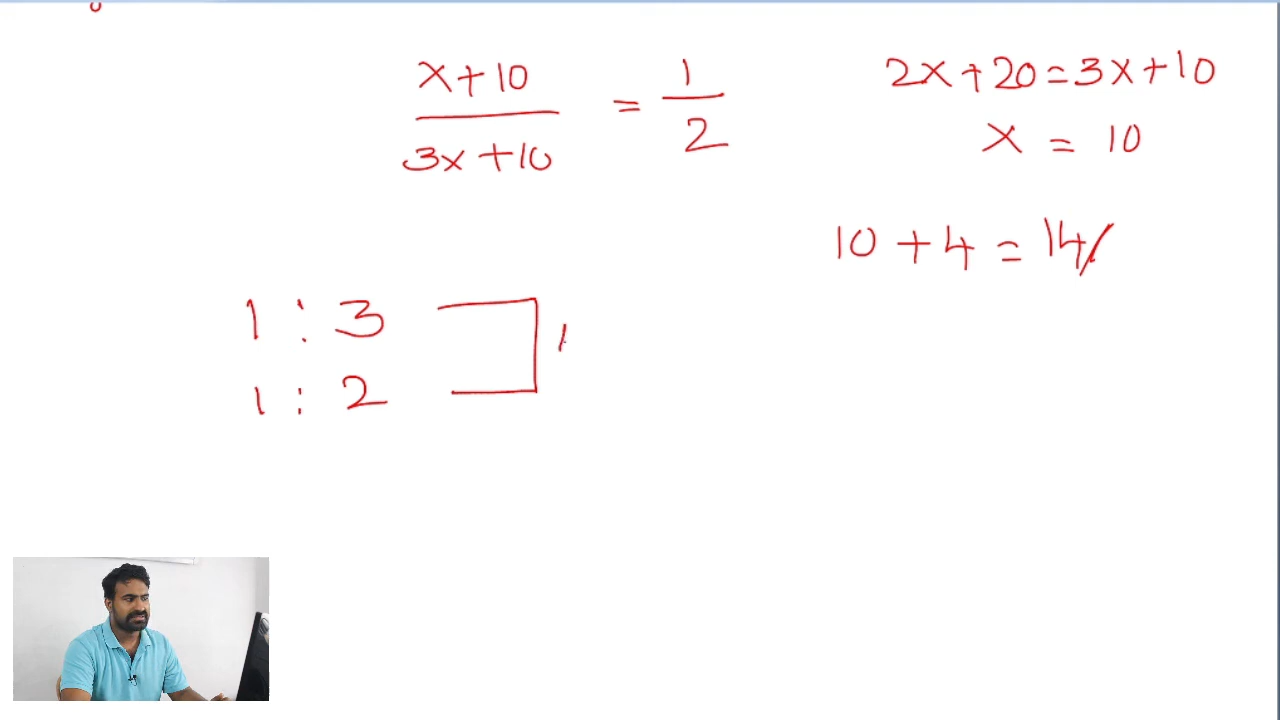 x+10 / 3x+10 = 1 / 2
2x+20=3x+10
x = 10
10+4=14
1 : 3
1 : 2